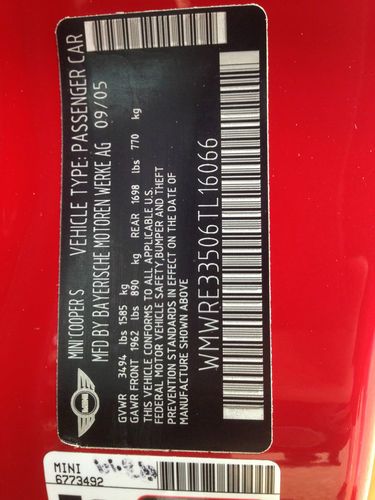 MINI COOPER S VEHICLE TYPE: PASSENGER CAR
MFD BY BAYERISCHE MOTOREN WERKE AG 09/05
GVWR 3494 lbs 1585 kg
GAWR FRONT 1962 lbs 890 kg REAR 1698 lbs 770 kg
THIS VEHICLE CONFORMS TO ALL APPLICABLE U.S.
FEDERAL MOTOR VEHICLE SAFETY,BUMPER AND THEFT
PREVENTION STANDARDS IN EFFECT ON THE DATE OF
MANUFACTURE SHOWN ABOVE
WMWRE33506TL16066
MINI
6773492